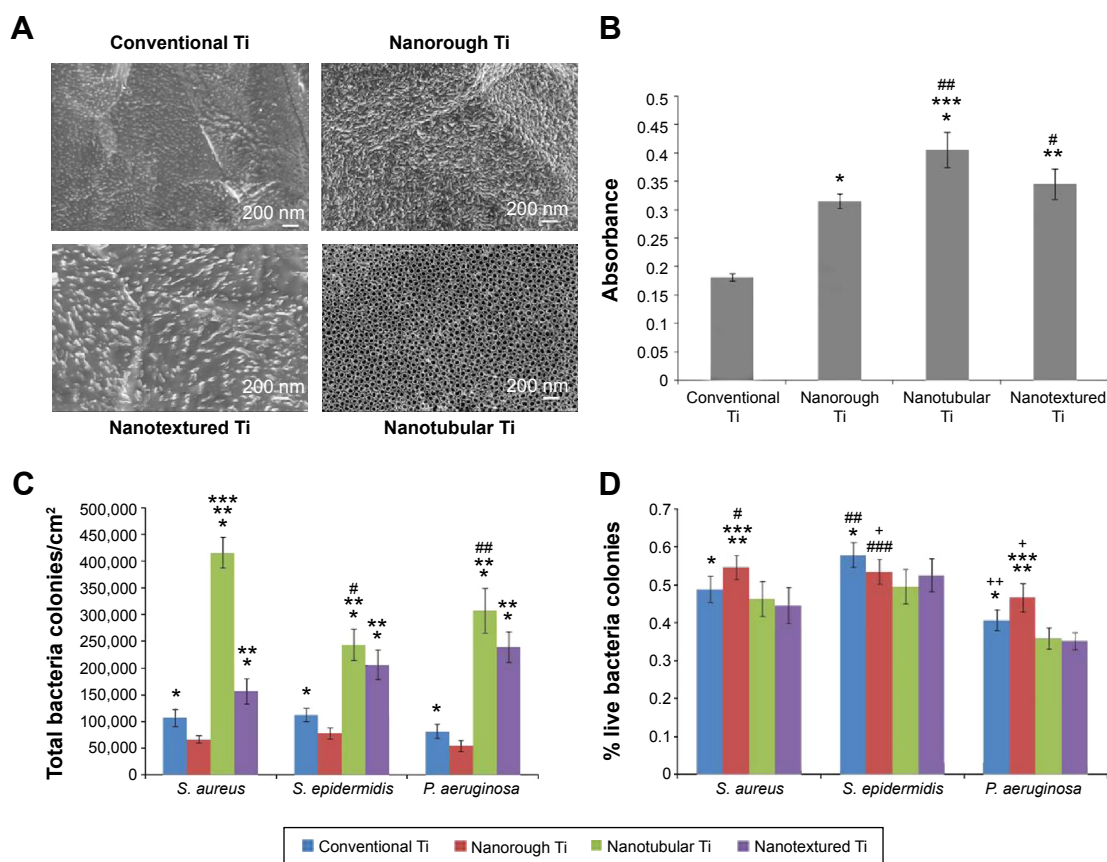 A
Conventional Ti
Nanorough Ti
200 nm
200 nm
200 nm
200 nm
Nanotextured Ti
Nanotubular Ti
B
Absorbance
0.5
0.45
0.4
0.35
0.3
0.25
0.2
0.15
0.1
0.05
0
*
##
***
*
#
**
Conventional
Ti
Nanorough
Ti
Nanotubular
Ti
Nanotextured
Ti
C
Total bacteria colonies/cm²
500,000
450,000
400,000
350,000
300,000
250,000
200,000
150,000
100,000
50,000
0
*
***
**
*
**
*
*
#
**
*
**
*
*
##
**
*
**
*
S. aureus
S. epidermidis
P. aeruginosa
D
% live bacteria colonies
0.7
0.6
0.5
0.4
0.3
0.2
0.1
0
*
#
***
**
##
*
+
###
++
*
+
***
**
S. aureus
S. epidermidis
P. aeruginosa
Conventional Ti
Nanorough Ti
Nanotubular Ti
Nanotextured Ti